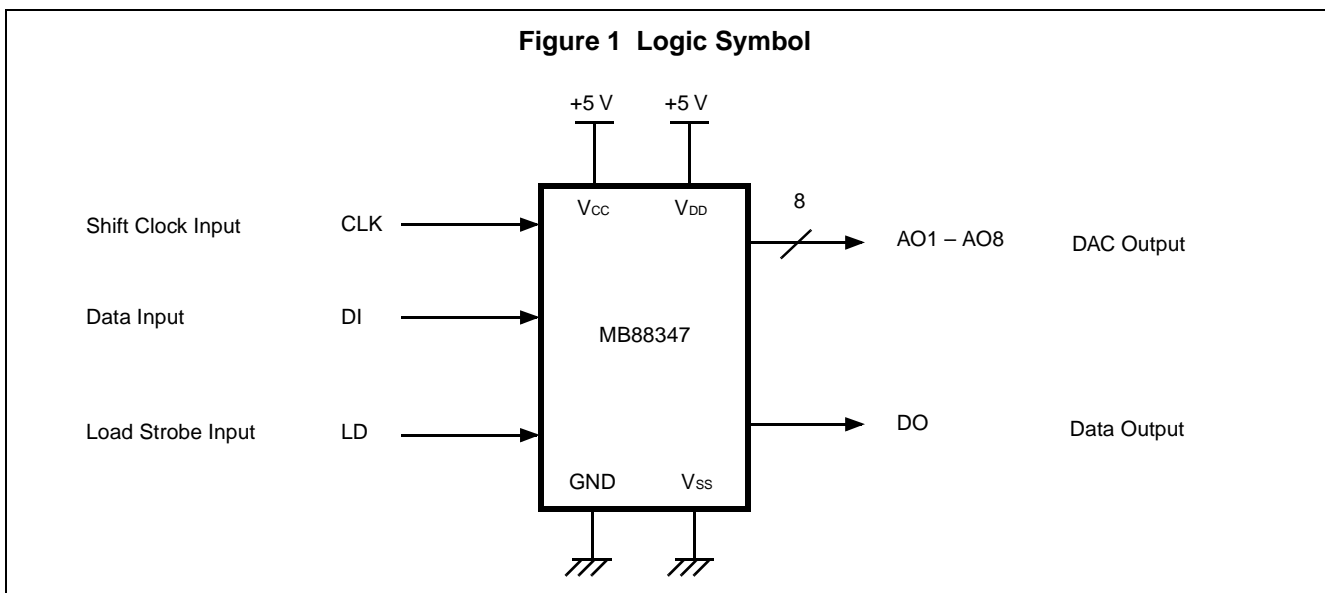 Figure 1 Logic Symbol
+5 V +5 V
VCC VDD
8
Shift Clock Input CLK
AO1 – AO8 DAC Output
Data Input DI
MB88347
Load Strobe Input LD
DO Data Output
GND VSS